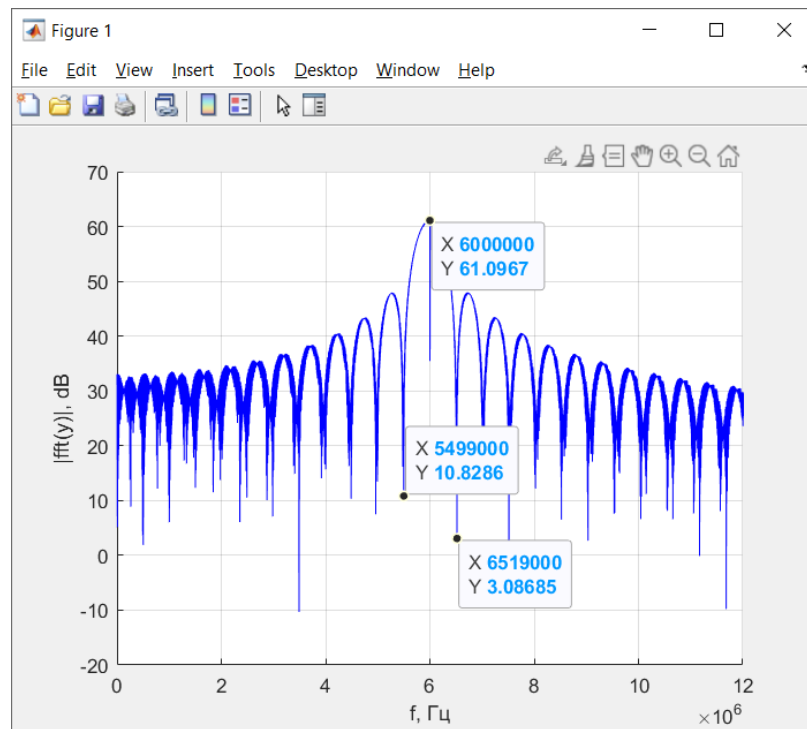 Figure 1
File Edit View Insert Tools Desktop Window Help
70
60
50
40
30
20
10
0
-10
-20
|fft(y)|, dB
X 6000000
Y 61.0967
X 5499000
Y 10.8286
X 6519000
Y 3.08685
0 2 4 6 8 10 12
f, Гц
×10^6